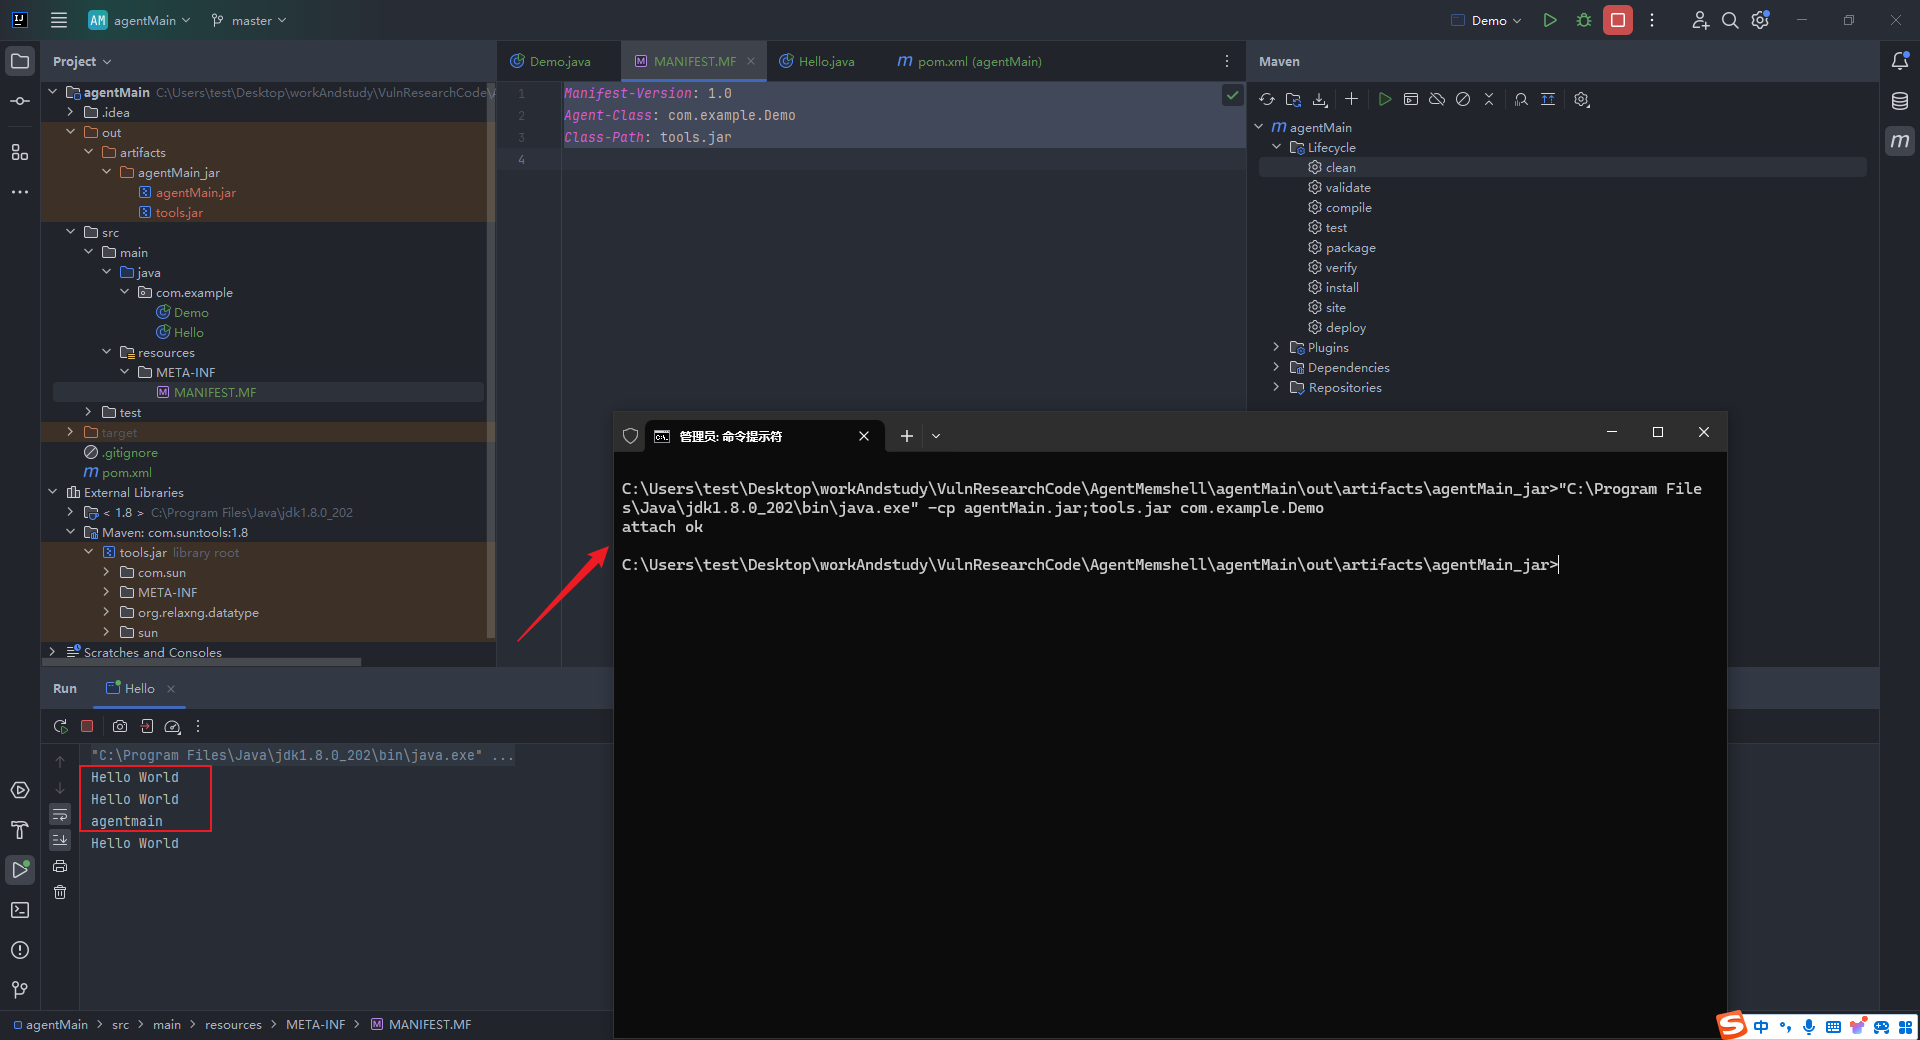 AM agentMain master
Demo
Project
Demo.java MANIFEST.MF Hello.java pom.xml (agentMain)
Maven
agentMain C:\Users\test\Desktop\workAndstudy\VulnResearchCode\
.idea
out
artifacts
agentMain_jar
agentMain.jar
tools.jar
src
main
java
com.example
Demo
Hello
resources
META-INF
MANIFEST.MF
test
target
.gitignore
pom.xml
External Libraries
< 1.8 > C:\Program Files\Java\jdk1.8.0_202
Maven: com.sun:tools:1.8
tools.jar library root
com.sun
META-INF
org.relaxng.datatype
sun
Scratches and Consoles
1 Manifest-Version: 1.0
2 Agent-Class: com.example.Demo
3 Class-Path: tools.jar
4
agentMain
Lifecycle
clean
validate
compile
test
package
verify
install
site
deploy
Plugins
Dependencies
Repositories
管理员: 命令提示符
C:\Users\test\Desktop\workAndstudy\VulnResearchCode\AgentMemshell\agentMain\out\artifacts\agentMain_jar>"C:\Program File
s\Java\jdk1.8.0_202\bin\java.exe" -cp agentMain.jar;tools.jar com.example.Demo
attach ok
C:\Users\test\Desktop\workAndstudy\VulnResearchCode\AgentMemshell\agentMain\out\artifacts\agentMain_jar>
Run Hello
"C:\Program Files\Java\jdk1.8.0_202\bin\java.exe" ...
Hello World
Hello World
agentmain
Hello World
agentMain > src > main > resources > META-INF > MANIFEST.MF
中